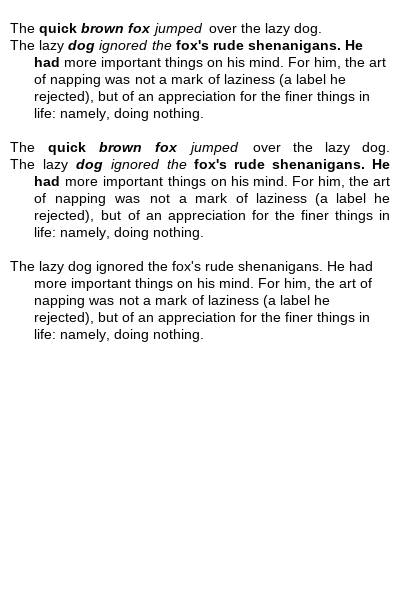 The quick brown fox jumped over the lazy dog.
The lazy dog ignored the fox's rude shenanigans. He
had more important things on his mind. For him, the art
of napping was not a mark of laziness (a label he
rejected), but of an appreciation for the finer things in
life: namely, doing nothing.
The quick brown fox jumped over the lazy dog.
The lazy dog ignored the fox's rude shenanigans. He
had more important things on his mind. For him, the art
of napping was not a mark of laziness (a label he
rejected), but of an appreciation for the finer things in
life: namely, doing nothing.
The lazy dog ignored the fox's rude shenanigans. He had
more important things on his mind. For him, the art of
napping was not a mark of laziness (a label he
rejected), but of an appreciation for the finer things in
life: namely, doing nothing.